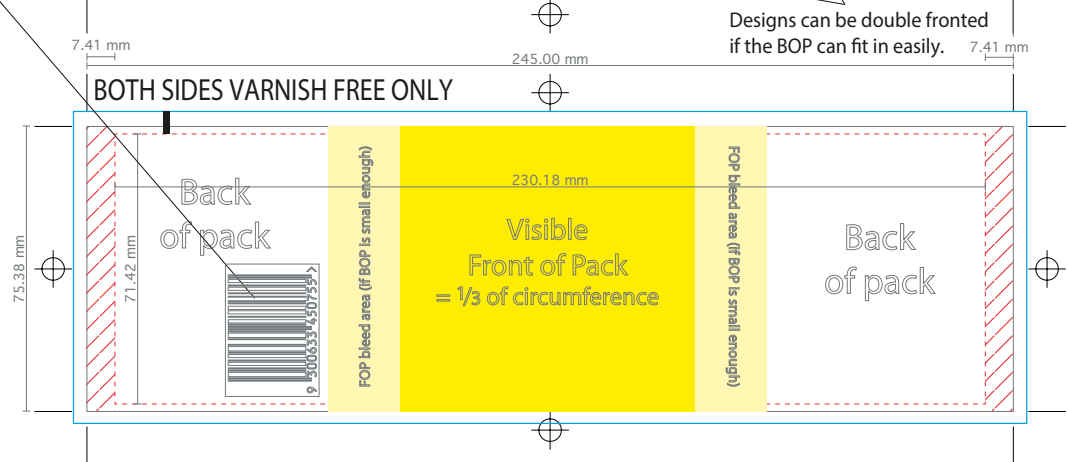 Designs can be double fronted
if the BOP can fit in easily.
7.41 mm
7.41 mm
245.00 mm
BOTH SIDES VARNISH FREE ONLY
230.18 mm
Back
of pack
FOP bleed area (if BOP is small enough)
Visible
Front of Pack
= 1/3 of circumference
FOP bleed area (if BOP is small enough)
Back
of pack
75.38 mm
71.42 mm
9 300633 450755 >